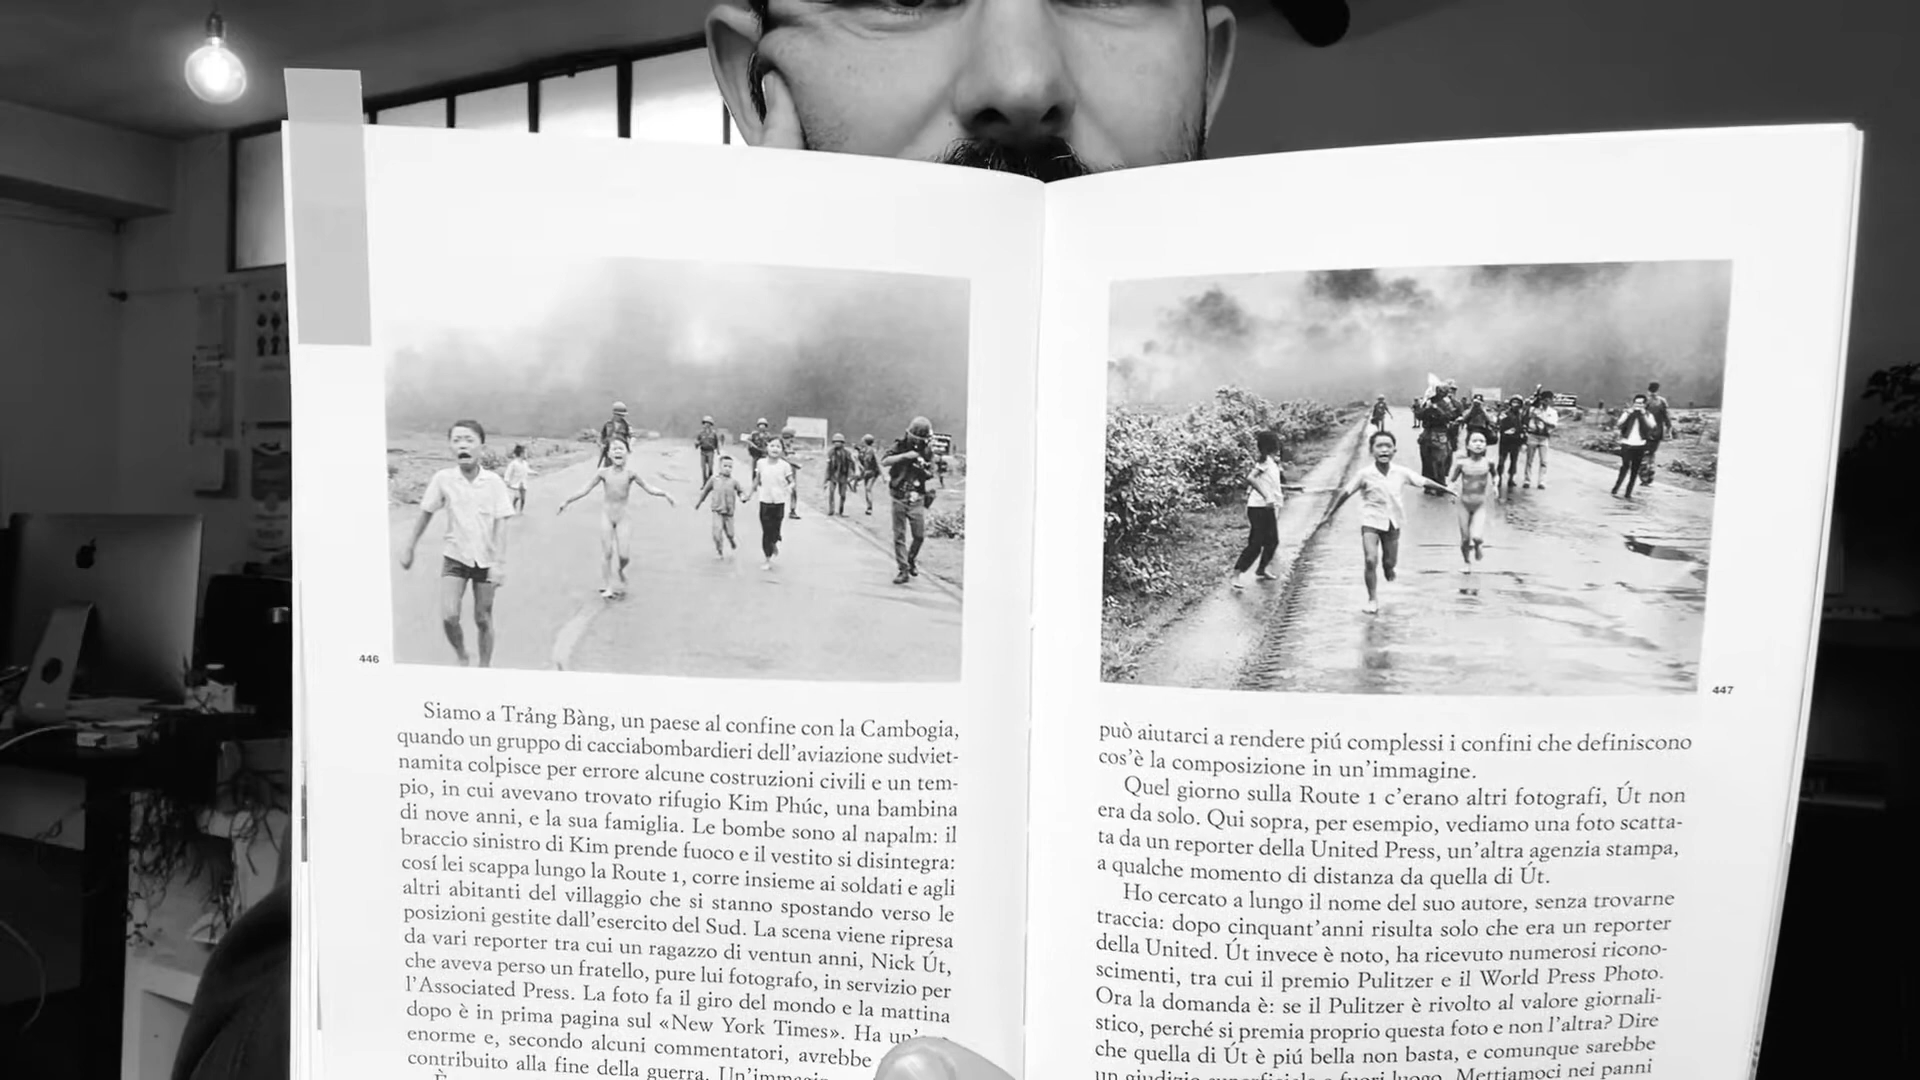 446
Siamo a Trảng Bàng, un paese al confine con la Cambogia,
quando un gruppo di cacciabombardieri dell'aviazione sudviet-
namita colpisce per errore alcune costruzioni civili e un tem-
pio, in cui avevano trovato rifugio Kim Phúc, una bambina
di nove anni, e la sua famiglia. Le bombe sono al napalm: il
braccio sinistro di Kim prende fuoco e il vestito si disintegra:
cosí lei scappa lungo la Route 1, corre insieme ai soldati e agli
altri abitanti del villaggio che si stanno spostando verso le
posizioni gestite dall'esercito del Sud. La scena viene ripresa
da vari reporter tra cui un ragazzo di ventun anni, Nick Út,
che aveva perso un fratello, pure lui fotografo, in servizio per
l'Associated Press. La foto fa il giro del mondo e la mattina
dopo è in prima pagina sul «New York Times». Ha un'
enorme e, secondo alcuni commentatori, avrebbe
contribuito alla fine della guerra. Un'immagin
È
447
può aiutarci a rendere piú complessi i confini che definiscono
cos'è la composizione in un'immagine.
Quel giorno sulla Route 1 c'erano altri fotografi, Út non
era da solo. Qui sopra, per esempio, vediamo una foto scatta-
ta da un reporter della United Press, un'altra agenzia stampa,
a qualche momento di distanza da quella di Út.
Ho cercato a lungo il nome del suo autore, senza trovarne
traccia: dopo cinquant'anni risulta solo che era un reporter
della United. Út invece è noto, ha ricevuto numerosi ricono-
scimenti, tra cui il premio Pulitzer e il World Press Photo.
Ora la domanda è: se il Pulitzer è rivolto al valore giornali-
stico, perché si premia proprio questa foto e non l'altra? Dire
che quella di Út è piú bella non basta, e comunque sarebbe
un giudizio superficiale e fuori luogo. Mettiamoci nei panni